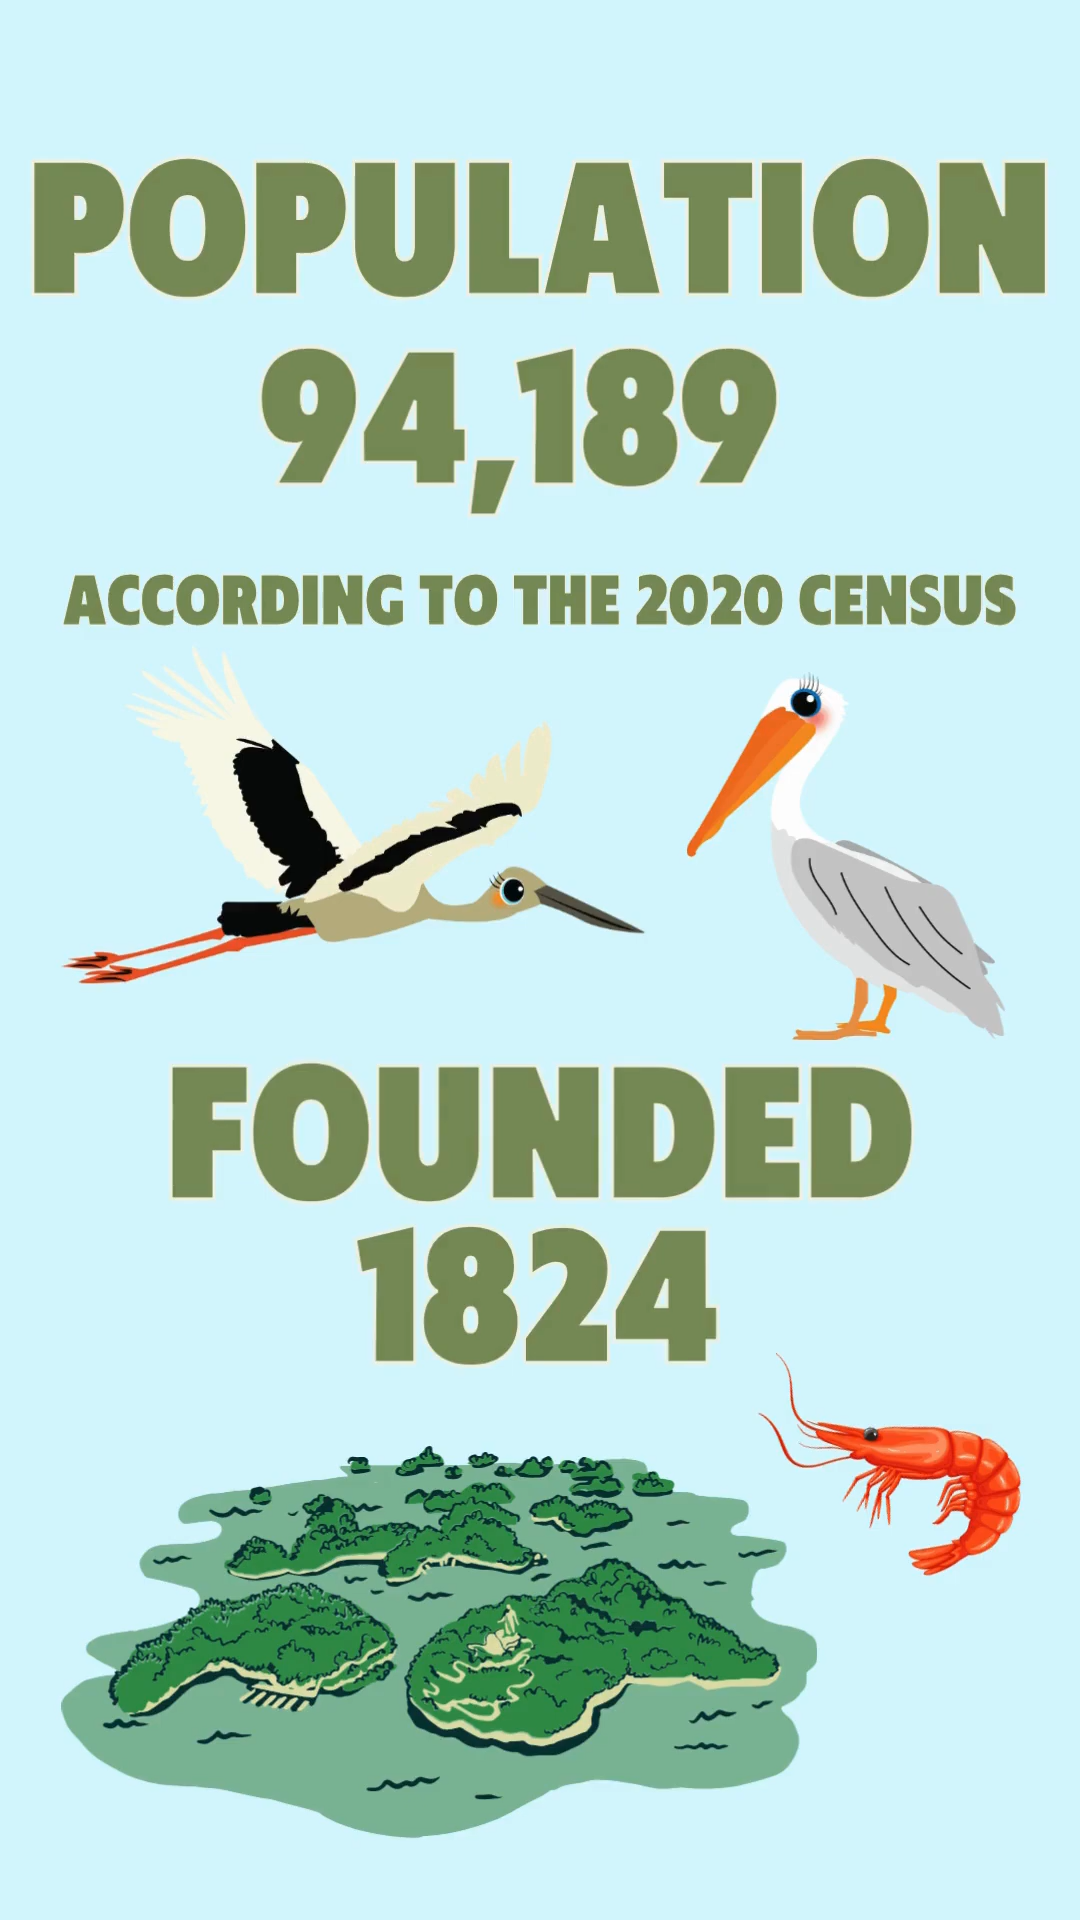 POPULATION
94,189
ACCORDING TO THE 2020 CENSUS
FOUNDED
1824